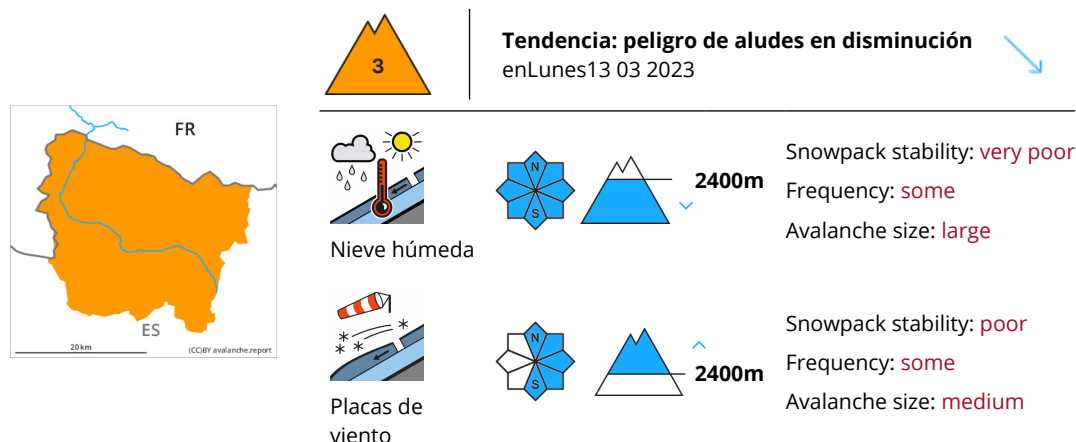 3
Tendencia: peligro de aludes en disminución
enLunes13 03 2023
FR
ES
20 km
(CC)BY avalanche.report
N
S
2400m
Nieve húmeda
Snowpack stability: very poor
Frequency: some
Avalanche size: large
N
S
2400m
Placas de
viento
Snowpack stability: poor
Frequency: some
Avalanche size: medium